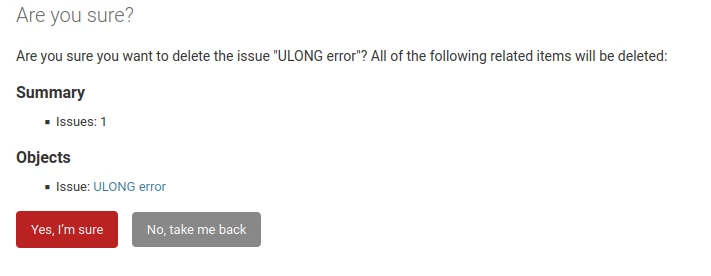 Are you sure?
Are you sure you want to delete the issue "ULONG error"? All of the following related items will be deleted:
Summary
▪ Issues: 1
Objects
▪ Issue: ULONG error
Yes, I’m sure
No, take me back